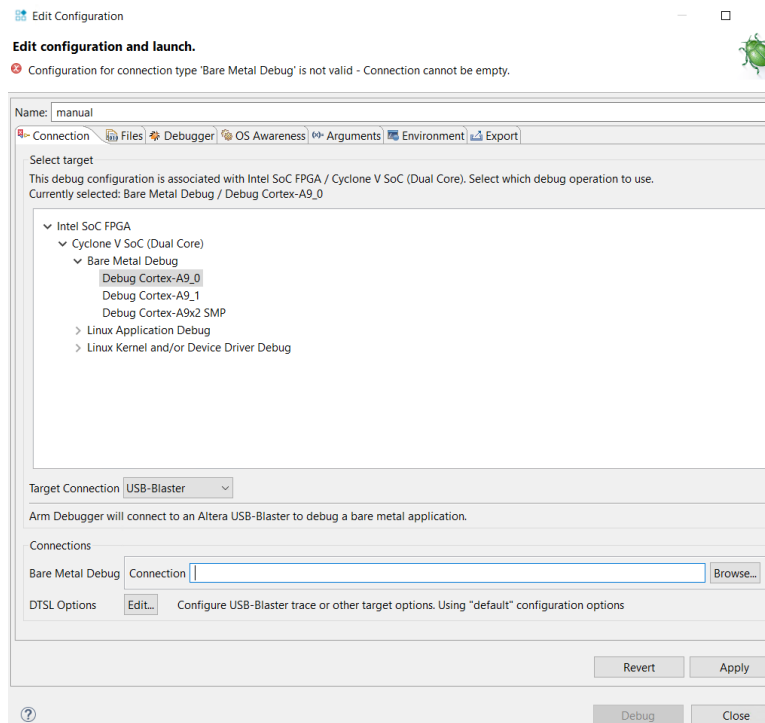 Edit Configuration
Edit configuration and launch.
Configuration for connection type 'Bare Metal Debug' is not valid - Connection cannot be empty.
Name: manual
Connection Files Debugger OS Awareness Arguments Environment Export
Select target
This debug configuration is associated with Intel SoC FPGA / Cyclone V SoC (Dual Core). Select which debug operation to use.
Currently selected: Bare Metal Debug / Debug Cortex-A9_0
Intel SoC FPGA
Cyclone V SoC (Dual Core)
Bare Metal Debug
Debug Cortex-A9_0
Debug Cortex-A9_1
Debug Cortex-A9x2 SMP
Linux Application Debug
Linux Kernel and/or Device Driver Debug
Target Connection USB-Blaster
Arm Debugger will connect to an Altera USB-Blaster to debug a bare metal application.
Connections
Bare Metal Debug Connection Browse...
DTSL Options Edit... Configure USB-Blaster trace or other target options. Using "default" configuration options
Revert Apply
? Debug Close